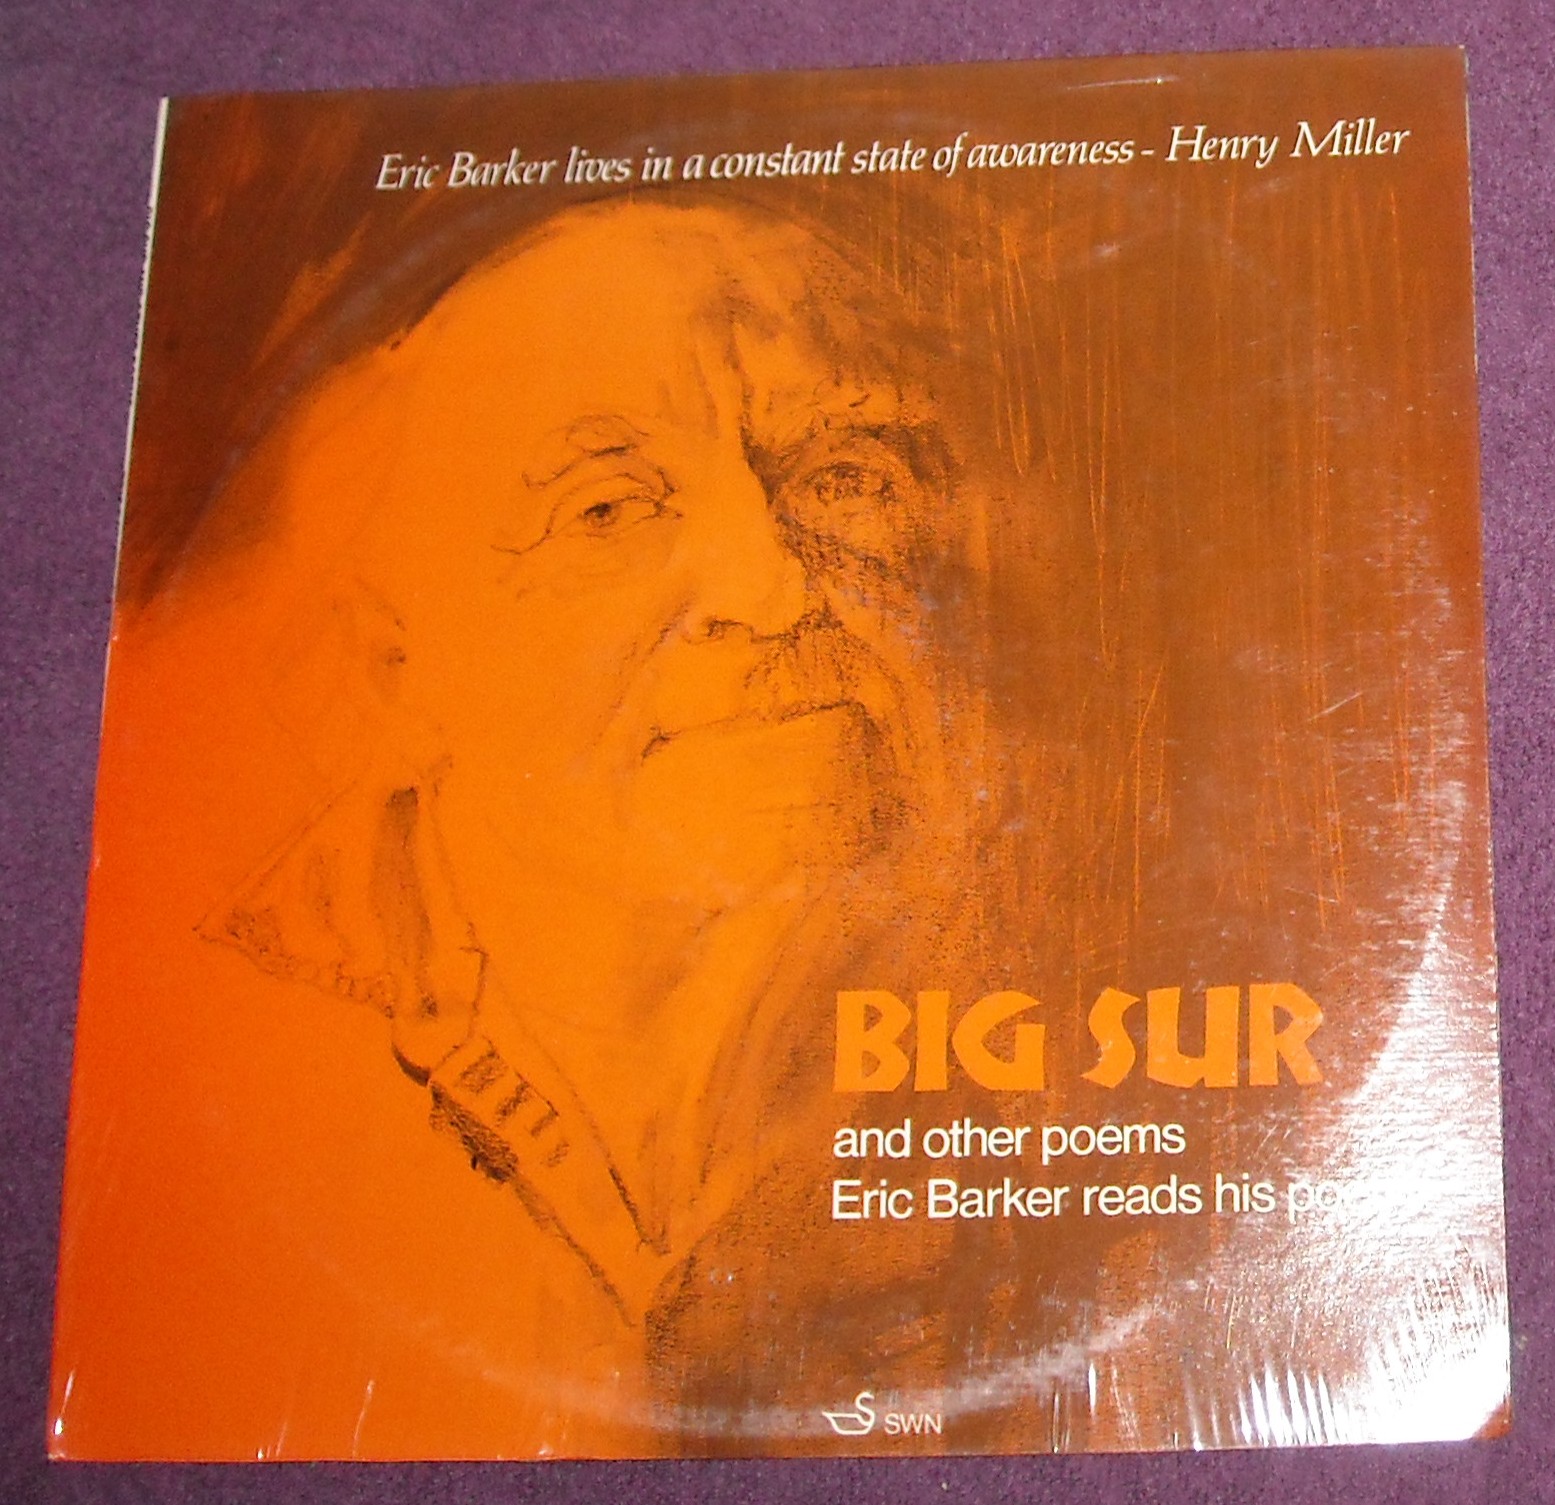 Eric Barker lives in a constant state of awareness - Henry Miller
BIG SUR
and other poems
Eric Barker reads his
SWN